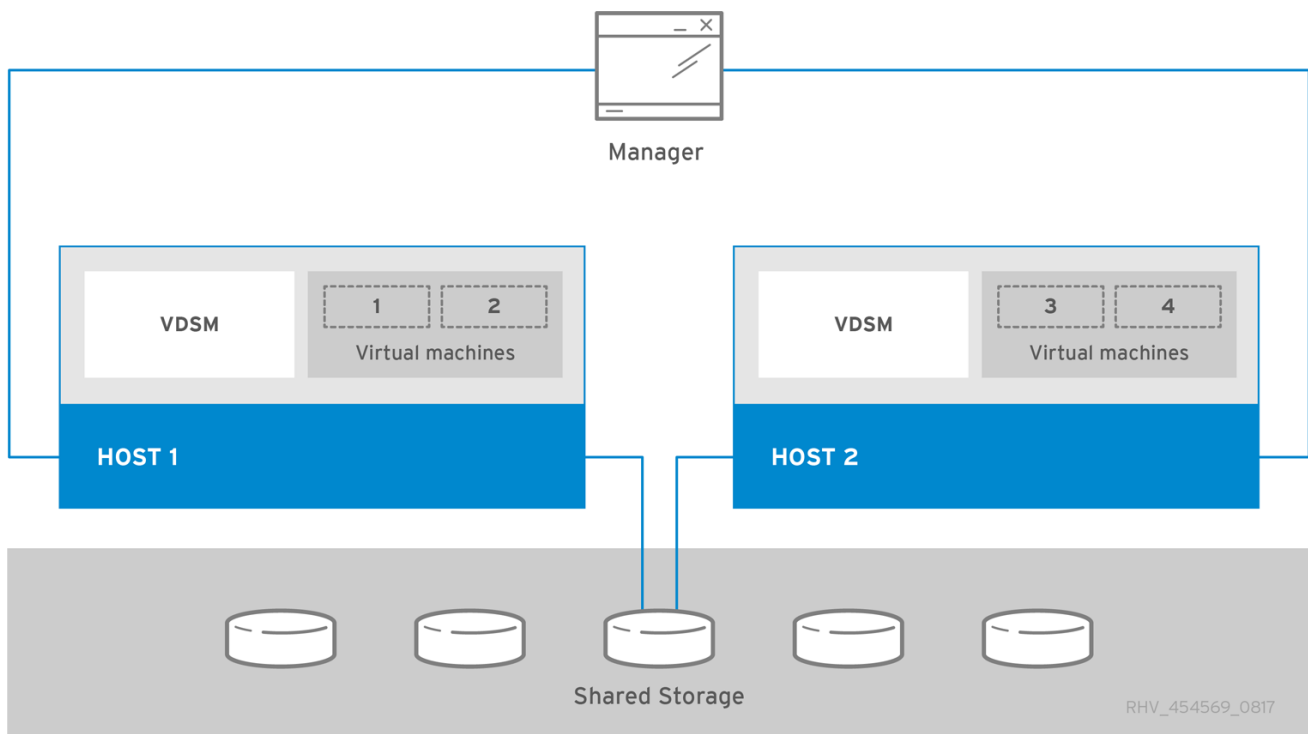 Manager
VDSM
1 2
Virtual machines
HOST 1
VDSM
3 4
Virtual machines
HOST 2
Shared Storage
RHV_454569_0817